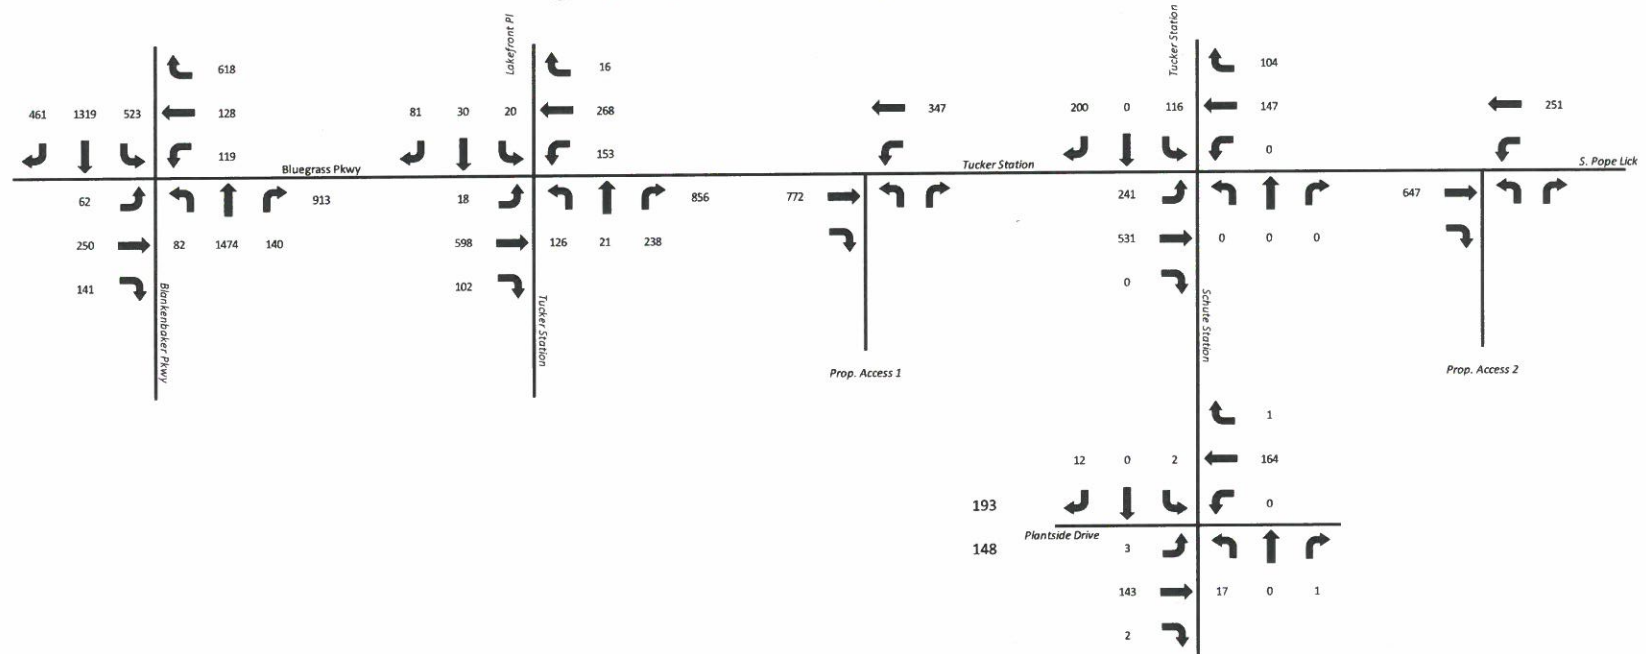 Lakefront Pl
Tucker Station
618
16
104
461 1319 523 128
81 30 20 268
347
200 0 116 147
251
119
153
0
Bluegrass Pkwy
Tucker Station
S. Pope Lick
62
913
18
856
772
241
647
250 82 1474 140
598 126 21 238
531 0 0 0
141
102
0
Blankenbaker Pkwy
Tucker Station
Schute Station
Prop. Access 1
Prop. Access 2
1
12 0 2 164
193
0
Plantside Drive
148
3
143 17 0 1
2